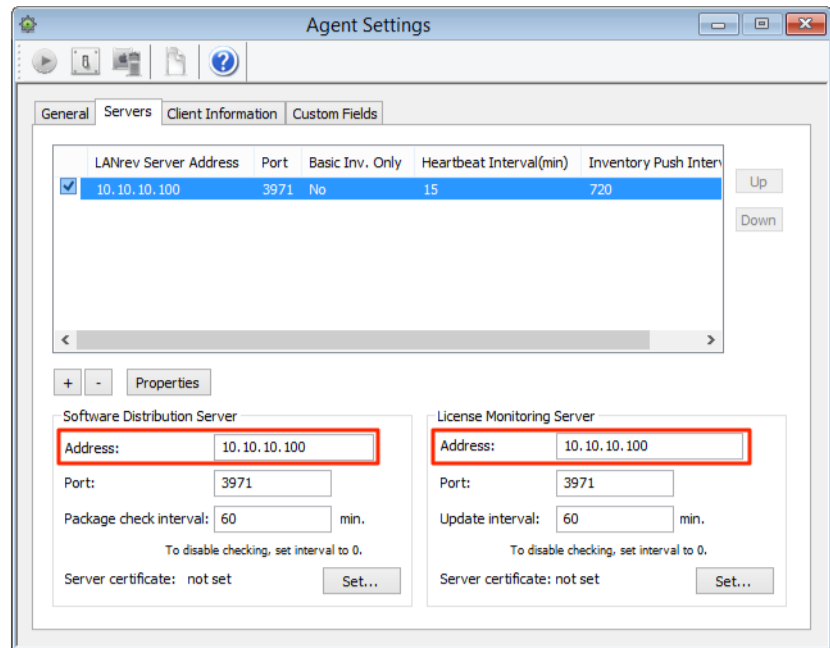 Agent Settings
General Servers Client Information Custom Fields
LANrev Server Address Port Basic Inv. Only Heartbeat Interval(min) Inventory Push Interv
10.10.10.100 3971 No 15 720
Up
Down
+ - Properties
Software Distribution Server
Address: 10.10.10.100
Port: 3971
Package check interval: 60 min.
To disable checking, set interval to 0.
Server certificate: not set Set...
License Monitoring Server
Address: 10.10.10.100
Port: 3971
Update interval: 60 min.
To disable checking, set interval to 0.
Server certificate: not set Set...